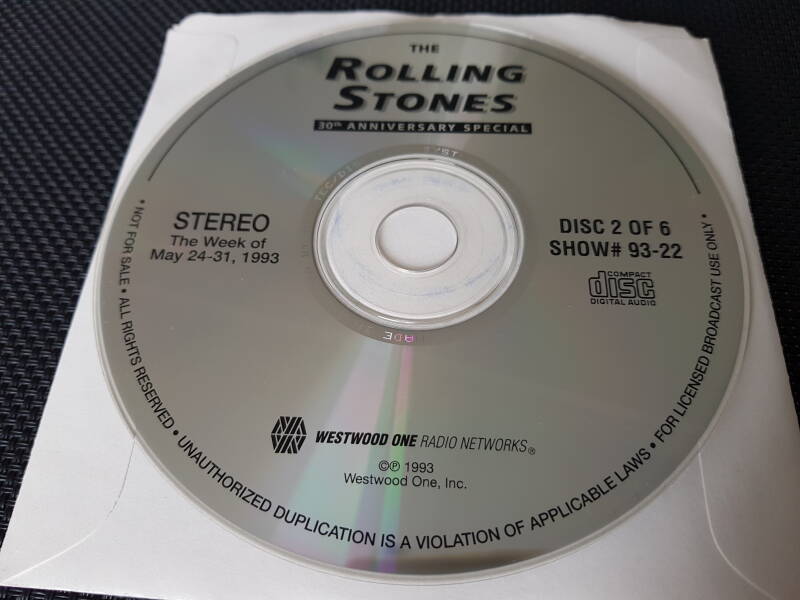 THE
ROLLING
STONES
30th ANNIVERSARY SPECIAL
STEREO
The Week of
May 24-31, 1993
DISC 2 OF 6
SHOW# 93-22
COMPACT
disc
DIGITAL AUDIO
WESTWOOD ONE RADIO NETWORKS®
©℗ 1993
Westwood One, Inc.
• NOT FOR SALE • ALL RIGHTS RESERVED • UNAUTHORIZED DUPLICATION IS A VIOLATION OF APPLICABLE LAWS • FOR LICENSED BROADCAST USE ONLY •